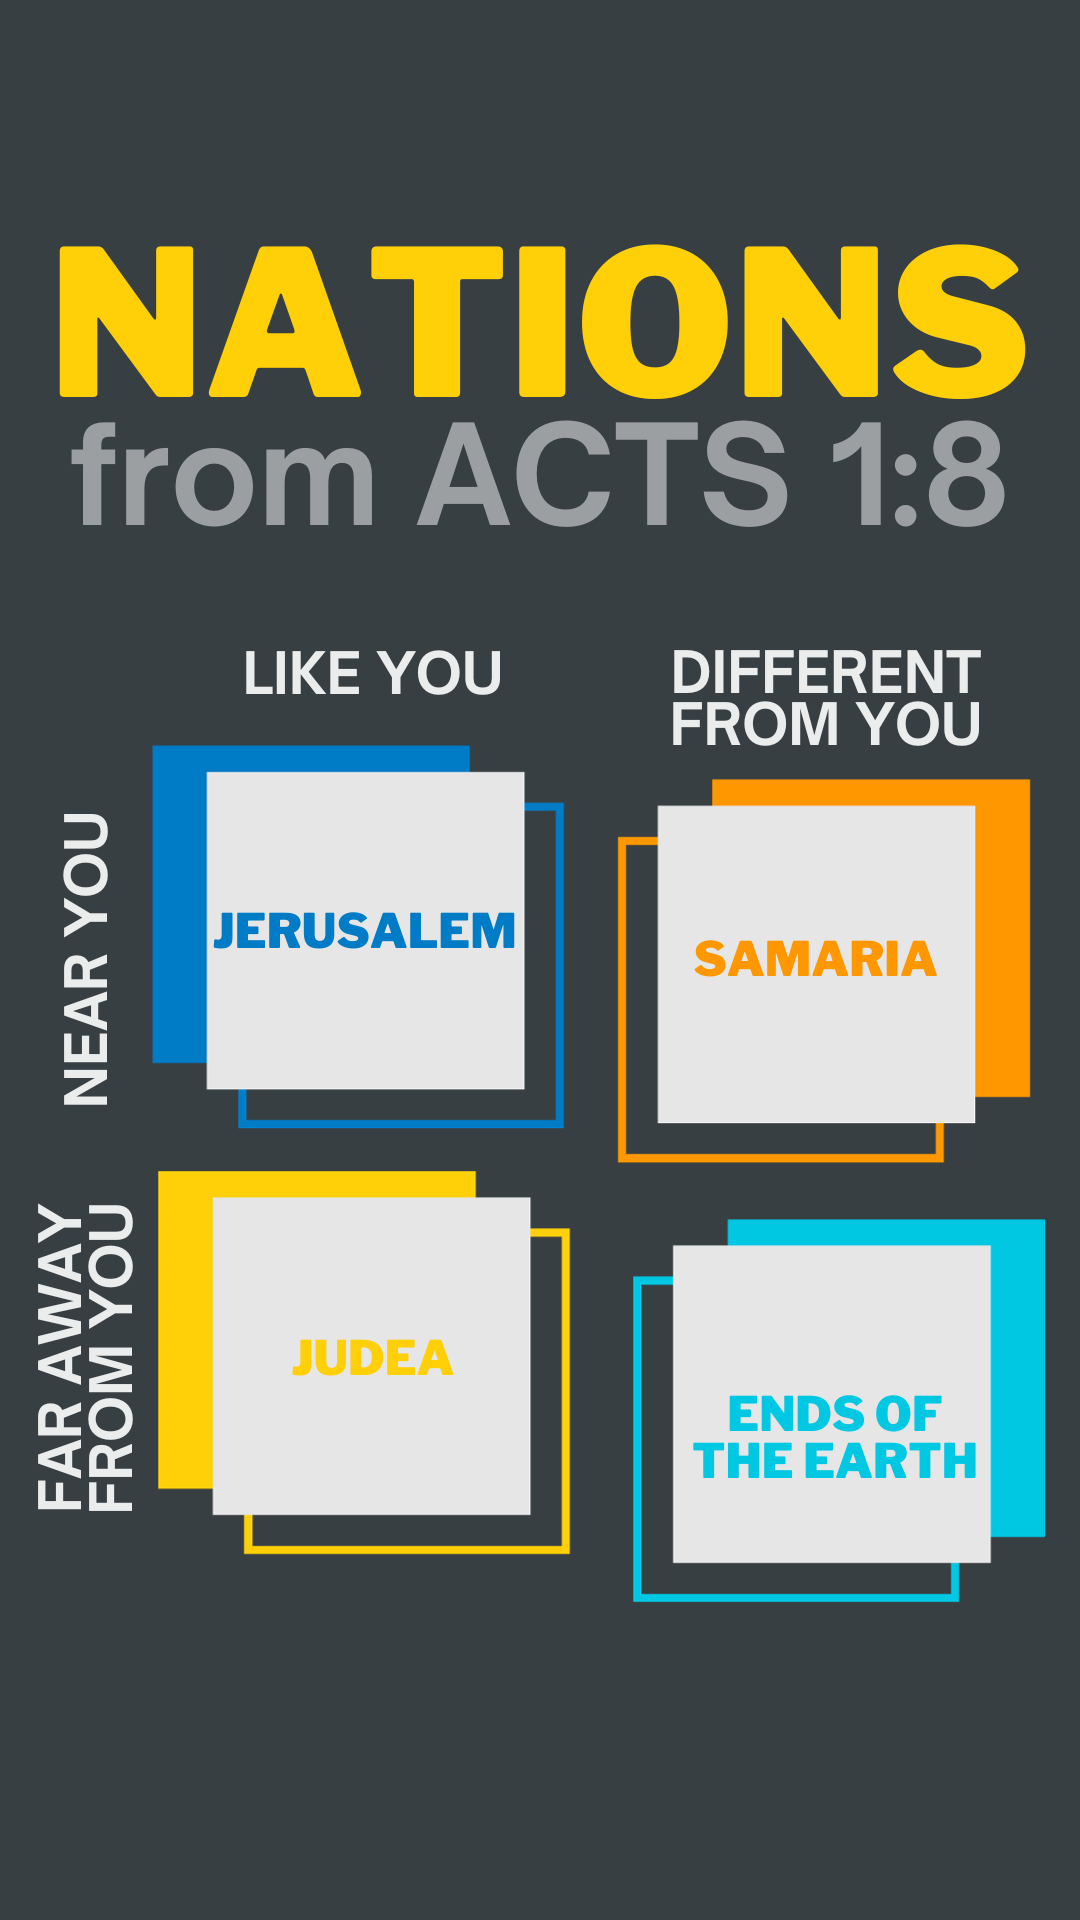 NATIONS
from ACTS 1:8
LIKE YOU
DIFFERENT
FROM YOU
NEAR YOU
JERUSALEM
SAMARIA
FAR AWAY
FROM YOU
JUDEA
ENDS OF
THE EARTH